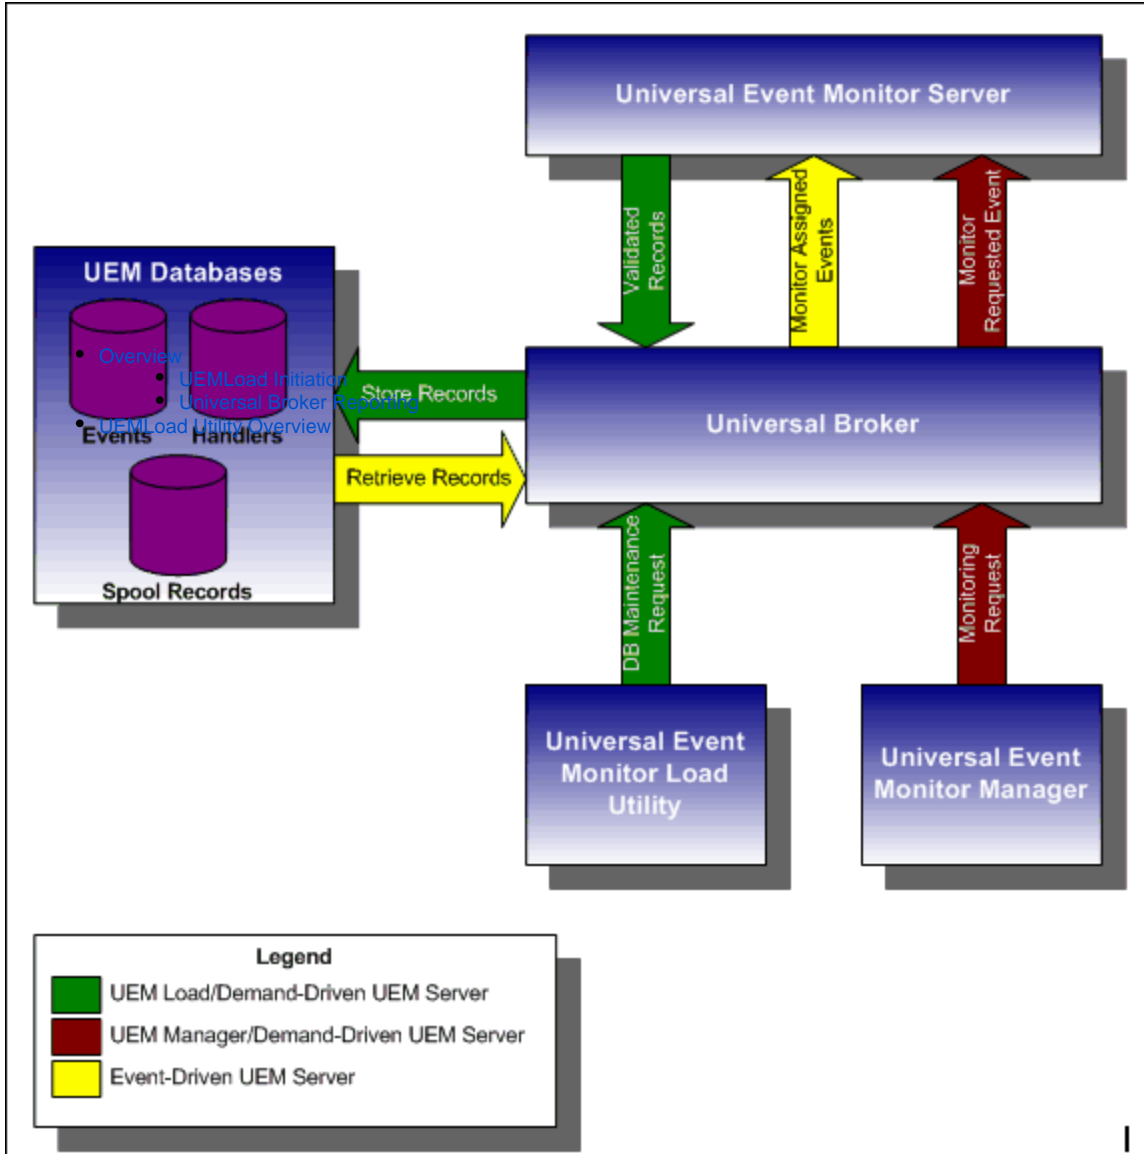 Universal Event Monitor Server
Validated
Records
Monitor Assigned
Events
Monitor
Requested Event
UEM Databases
Overview
UEMLoad Initiation
Universal Broker Reporting
UEMLoad Utility Overview
Events
Handlers
Spool Records
Store Records
Retrieve Records
Universal Broker
DB Maintenance
Request
Monitoring
Request
Universal Event
Monitor Load
Utility
Universal Event
Monitor Manager
Legend
UEM Load/Demand-Driven UEM Server
UEM Manager/Demand-Driven UEM Server
Event-Driven UEM Server
I